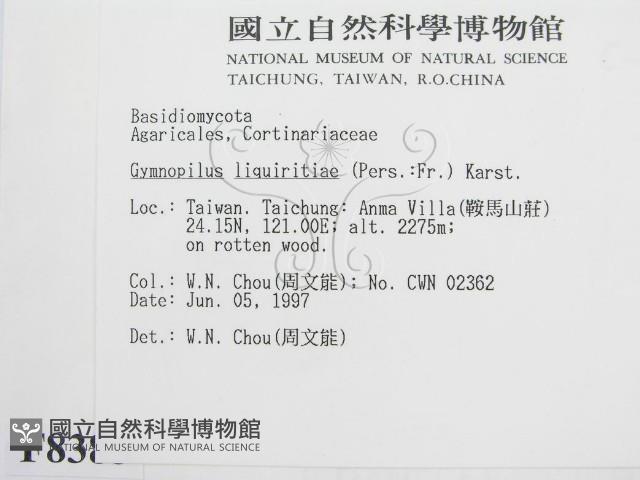 國立自然科學博物館
NATIONAL MUSEUM OF NATURAL SCIENCE
TAICHUNG, TAIWAN, R.O.CHINA
Basidiomycota
Agaricales, Cortinariaceae
Gymnopilus liquiritiae (Pers.:Fr.) Karst.
Loc.: Taiwan. Taichung: Anma Villa(鞍馬山莊)
24.15N, 121.00E; alt. 2275m;
on rotten wood.
Col.: W.N. Chou(周文能); No. CWN 02362
Date: Jun. 05, 1997
Det.: W.N. Chou(周文能)
國立自然科學博物館
NATIONAL MUSEUM OF NATURAL SCIENCE